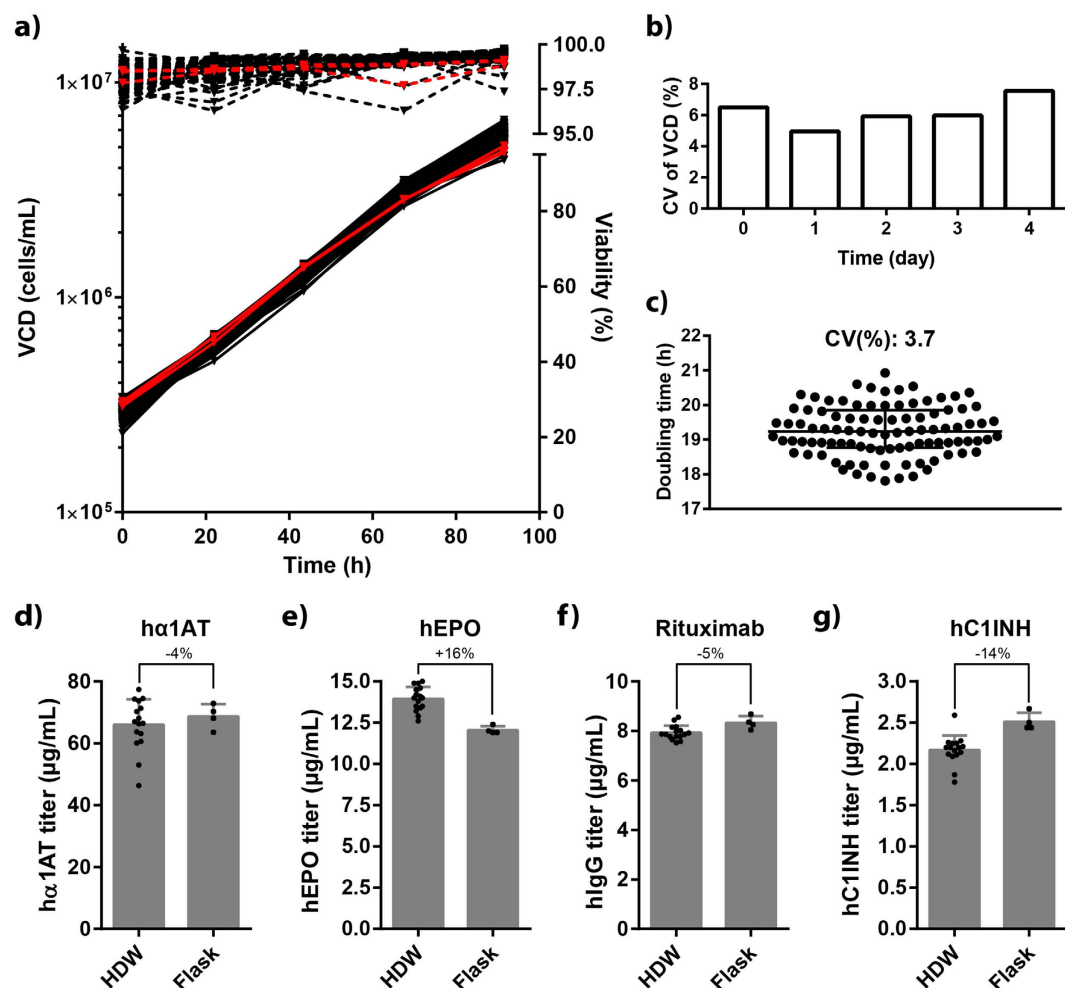 a)
VCD (cells/mL)
1×10⁷
1×10⁶
1×10⁵
100.0
97.5
95.0
80
60
40
20
0
Viability (%)
0 20 40 60 80 100
Time (h)
b)
CV of VCD (%)
8
6
4
2
0
0 1 2 3 4
Time (day)
c)
CV(%): 3.7
Doubling time (h)
22
21
20
19
18
17
d)
hα1AT
-4%
hα1AT titer (µg/mL)
80
60
40
20
0
HDW
Flask
e)
hEPO
+16%
hEPO titer (µg/mL)
15.0
12.5
10.0
7.5
5.0
2.5
0.0
HDW
Flask
f)
Rituximab
-5%
hIgG titer (µg/mL)
10
8
6
4
2
0
HDW
Flask
g)
hC1INH
-14%
hC1INH titer (µg/mL)
3.0
2.5
2.0
1.5
1.0
0.5
0.0
HDW
Flask